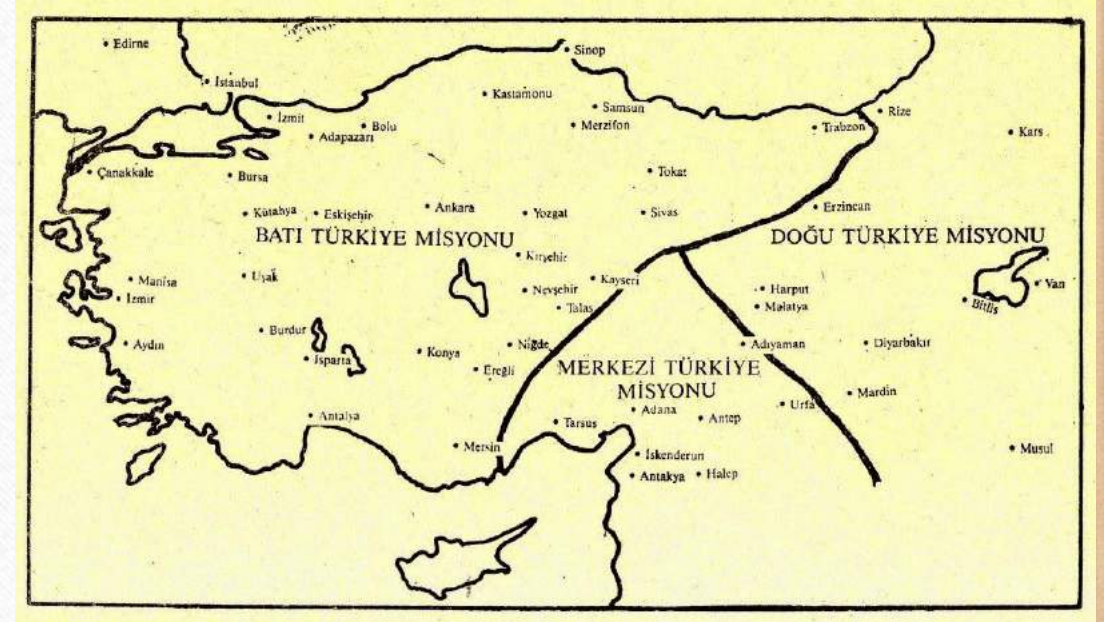 Edirne
Sinop
İstanbul
Kastamonu
Samsun
Rize
İzmit
Bolu
Merzifon
Trabzon
Kars
Adapazarı
Çanakkale
Bursa
Tokat
Kütahya
Eskişehir
Ankara
Yozgat
Sivas
Erzincan
BATI TÜRKİYE MİSYONU
DOĞU TÜRKİYE MİSYONU
Kırşehir
Manisa
Uşak
Kayseri
Nevşehir
Harput
Van
İzmir
Talas
Malatya
Bitlis
Burdur
Aydın
Isparta
Konya
Niğde
Adıyaman
Diyarbakır
Ereğli
MERKEZİ TÜRKİYE
MİSYONU
Mardin
Urfa
Antalya
Adana
Antep
Tarsus
Mersin
İskenderun
Musul
Antakya
Halep